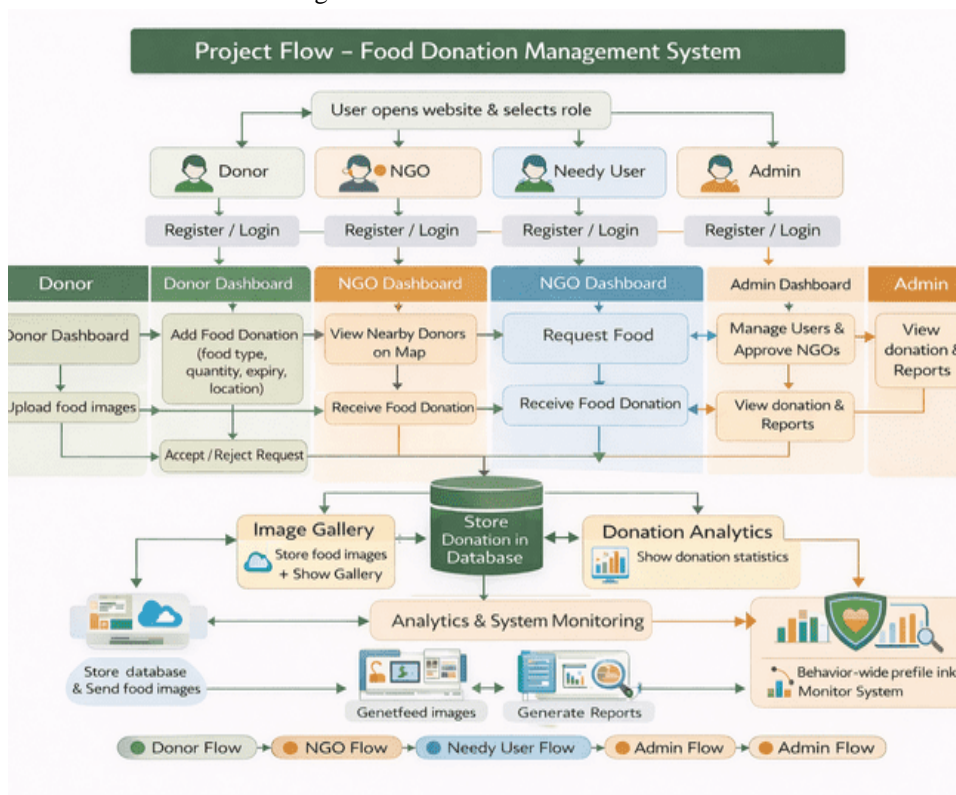 Project Flow – Food Donation Management System
User opens website & selects role
Donor
NGO
Needy User
Admin
Register / Login
Register / Login
Register / Login
Register / Login
Donor
Donor Dashboard
NGO Dashboard
NGO Dashboard
Admin Dashboard
Admin
Donor Dashboard
Add Food Donation
(food type,
quantity, expiry,
location)
View Nearby Donors
on Map
Request Food
Manage Users &
Approve NGOs
View
donation &
Reports
Upload food images
Receive Food Donation
Receive Food Donation
View donation &
Reports
Accept / Reject Request
Image Gallery
Store food images
+ Show Gallery
Store
Donation in
Database
Donation Analytics
Show donation statistics
Analytics & System Monitoring
Store database
& Send food images
Genetfeed images
Generate Reports
Behavior-wide prefile ink
Monitor System
Donor Flow
NGO Flow
Needy User Flow
Admin Flow
Admin Flow